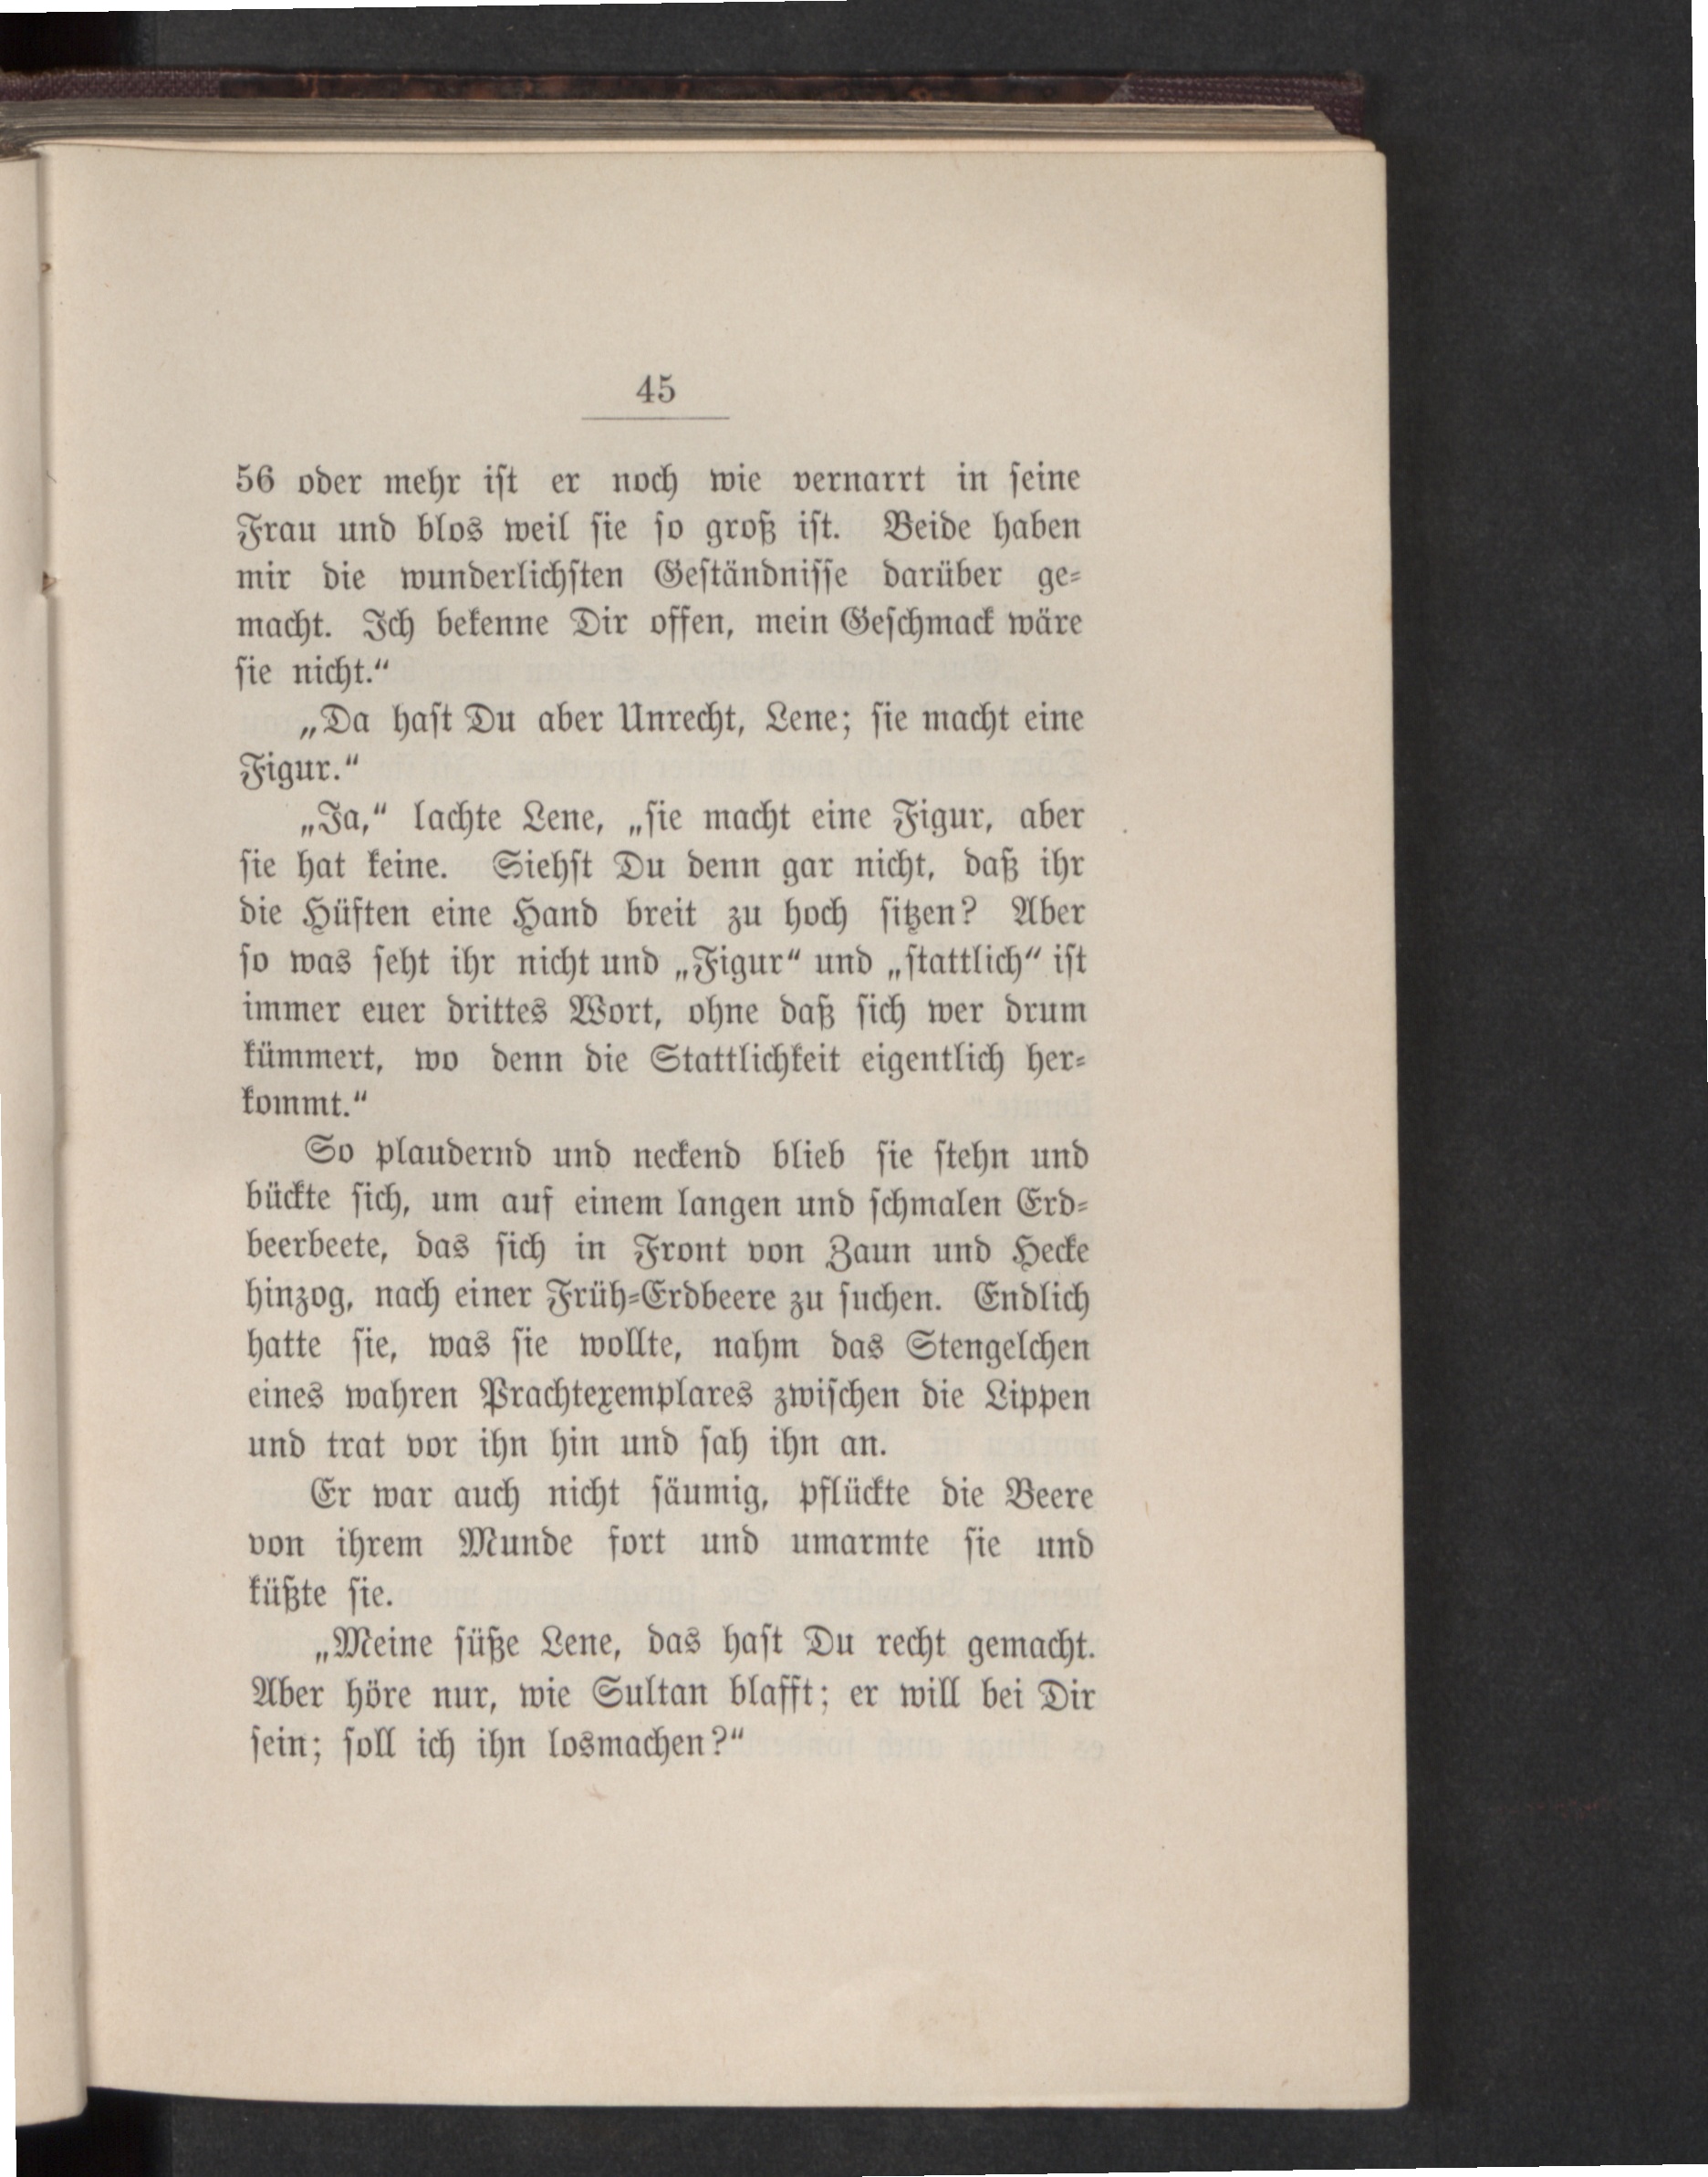 45
56 oder mehr ist er noch wie vernarrt in seine
Frau und blos weil sie so groß ist. Beide haben
mir die wunderlichsten Geständnisse darüber ge-
macht. Ich bekenne Dir offen, mein Geschmack wäre
sie nicht.“
„Da hast Du aber Unrecht, Lene; sie macht eine
Figur.“
„Ja,“ lachte Lene, „sie macht eine Figur, aber
sie hat keine. Siehst Du denn gar nicht, daß ihr
die Hüften eine Hand breit zu hoch sitzen? Aber
so was seht ihr nicht und „Figur“ und „stattlich“ ist
immer euer drittes Wort, ohne daß sich wer drum
kümmert, wo denn die Stattlichkeit eigentlich her-
kommt.“
So plaudernd und neckend blieb sie stehn und
bückte sich, um auf einem langen und schmalen Erd-
beerbeete, das sich in Front von Zaun und Hecke
hinzog, nach einer Früh-Erdbeere zu suchen. Endlich
hatte sie, was sie wollte, nahm das Stengelchen
eines wahren Prachtexemplares zwischen die Lippen
und trat vor ihn hin und sah ihn an.
Er war auch nicht säumig, pflückte die Beere
von ihrem Munde fort und umarmte sie und
küßte sie.
„Meine süße Lene, das hast Du recht gemacht.
Aber höre nur, wie Sultan blafft; er will bei Dir
sein; soll ich ihn losmachen?“